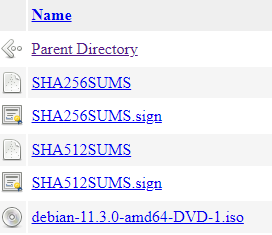 Name
Parent Directory
SHA256SUMS
SHA256SUMS.sign
SHA512SUMS
SHA512SUMS.sign
debian-11.3.0-amd64-DVD-1.iso